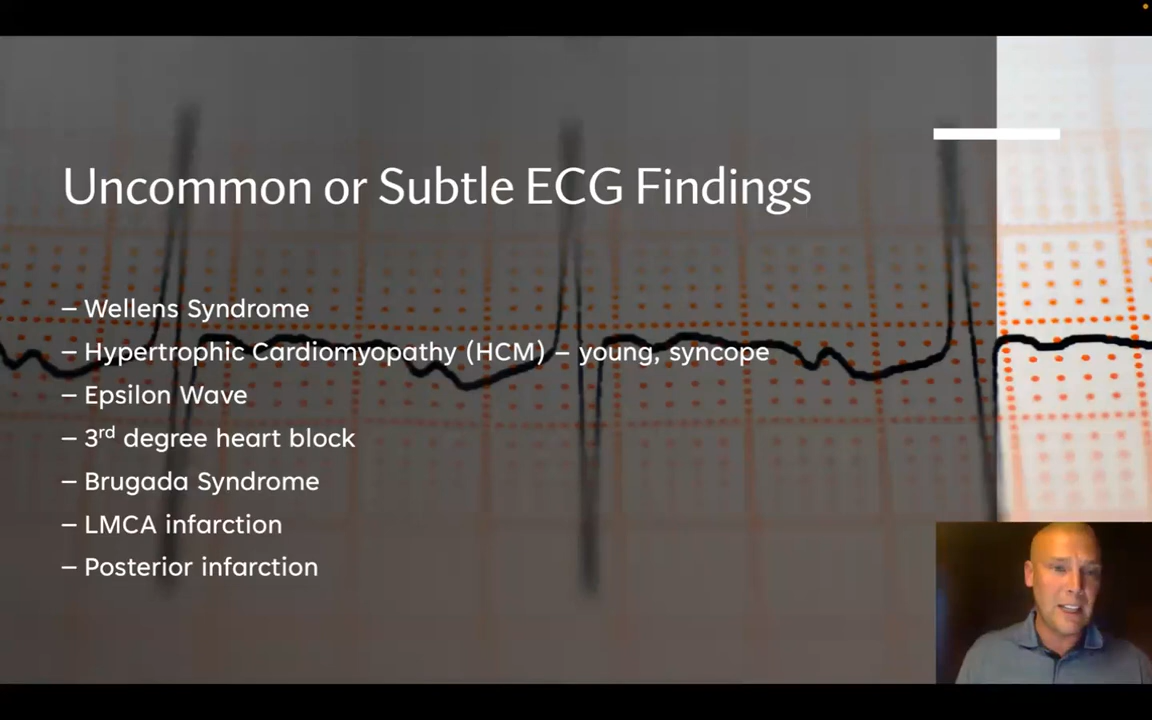 Uncommon or Subtle ECG Findings
– Wellens Syndrome
– Hypertrophic Cardiomyopathy (HCM) – young, syncope
– Epsilon Wave
– 3rd degree heart block
– Brugada Syndrome
– LMCA infarction
– Posterior infarction